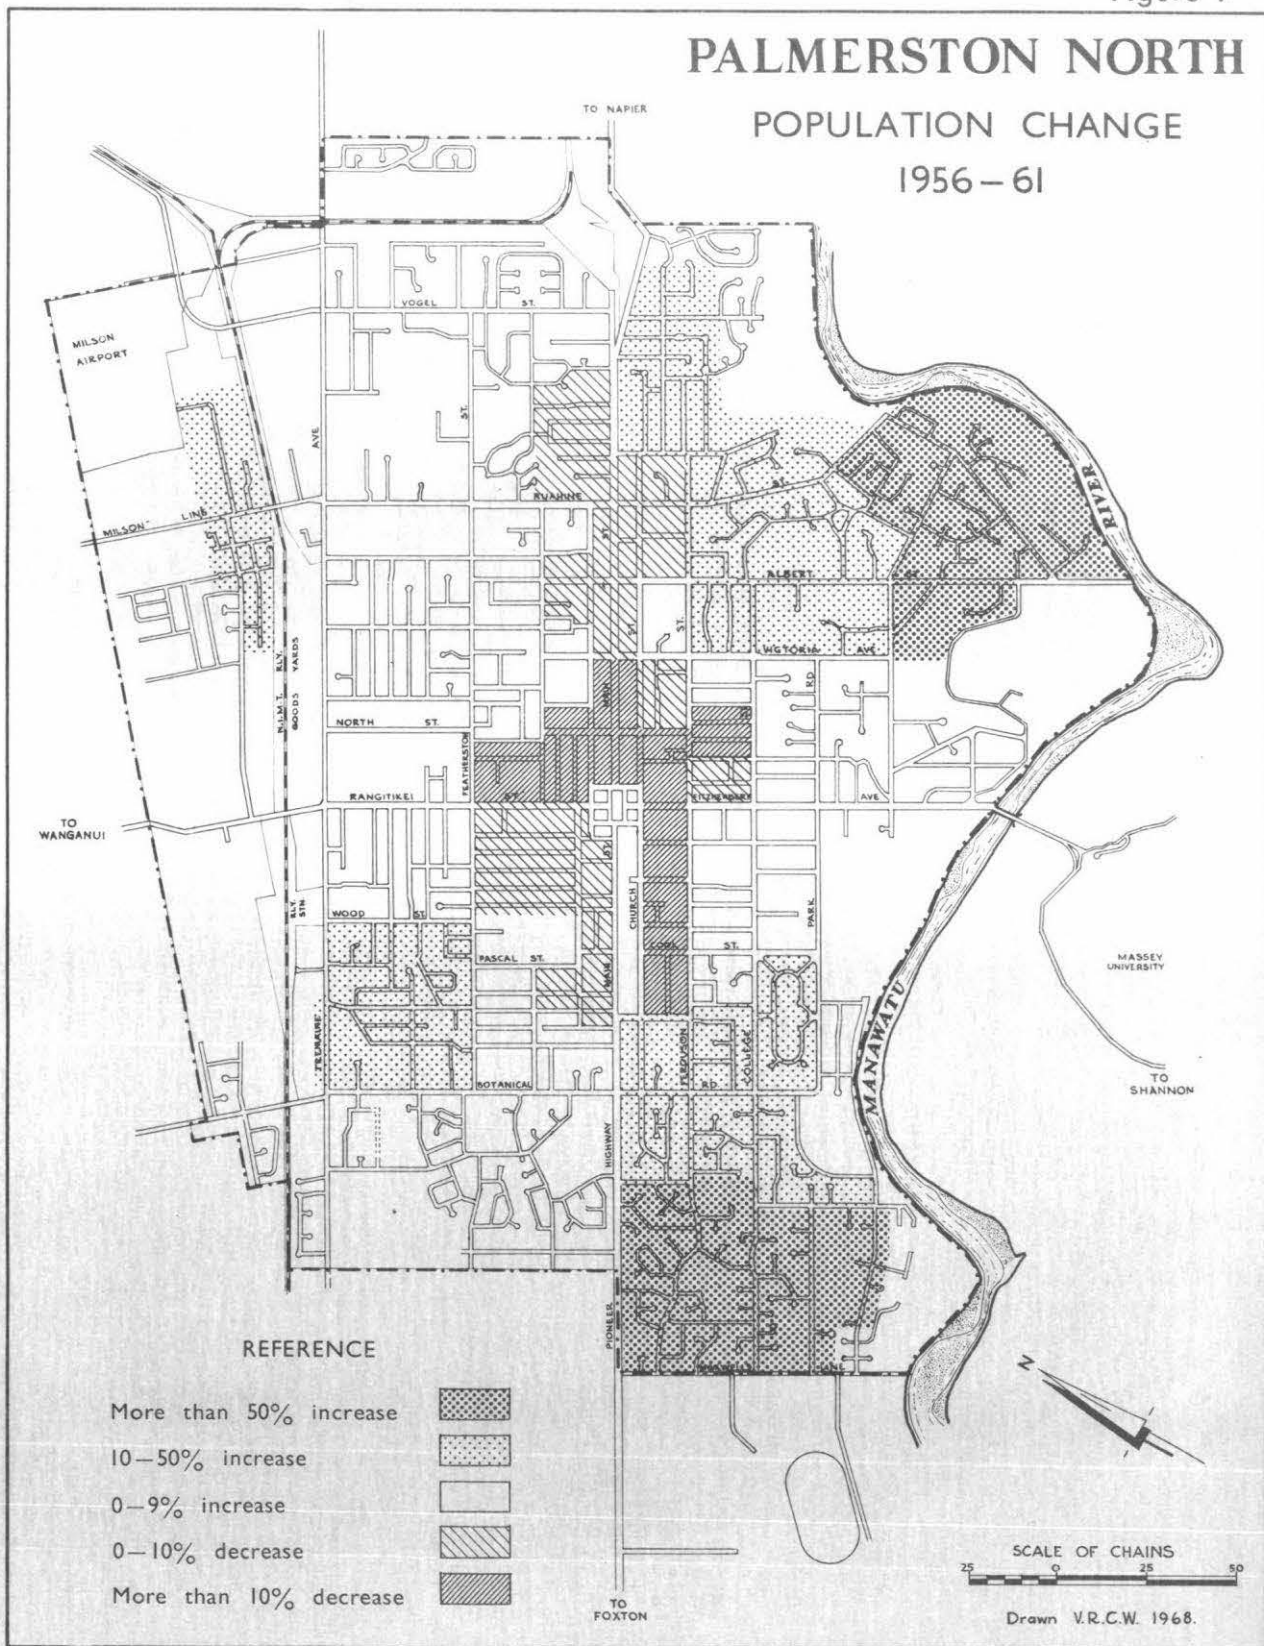 PALMERSTON NORTH
POPULATION CHANGE
1956 – 61
TO NAPIER
VOGEL ST.
MILSON
AIRPORT
AVE
ST.
RUAHINE
ST.
MILSON LINE
ST.
RIVER
ALBERT ST.
ST.
VICTORIA AVE
N.I.M.T. RLY.
GOODS YARDS
MAIN
RD
NORTH ST.
FEATHERSTON
RANGITIKEI ST.
FITZHERBERT AVE
TO
WANGANUI
ST.
RLY. STN.
WOOD ST.
CHURCH
PARK
COOK ST.
PASCAL ST.
MAIN
MASSEY
UNIVERSITY
TREMAINE
FERGUSON
COLLEGE
MANAWATU
BOTANICAL RD
TO
SHANNON
HIGHWAY
PIONEER
LINE
REFERENCE
More than 50% increase
10–50% increase
0–9% increase
0–10% decrease
More than 10% decrease
N
TO
FOXTON
SCALE OF CHAINS
25 0 25 50
Drawn V.R.C.W. 1968.